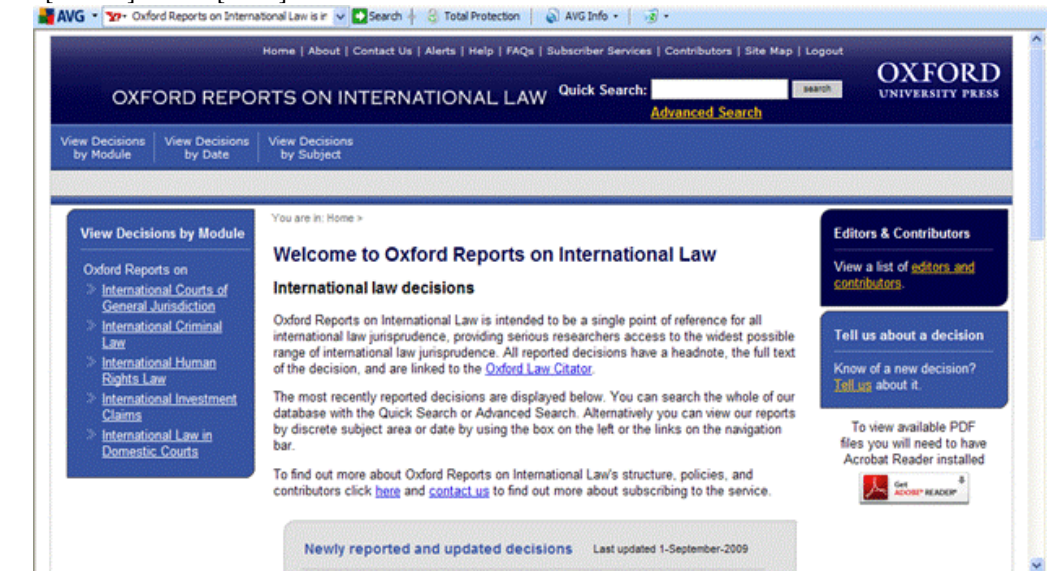 AVG
Oxford Reports on International Law is ir
Search
Total Protection
AVG Info
Home | About | Contact Us | Alerts | Help | FAQs | Subscriber Services | Contributors | Site Map | Logout
OXFORD
UNIVERSITY PRESS
OXFORD REPORTS ON INTERNATIONAL LAW
Quick Search:
search
Advanced Search
View Decisions
by Module
View Decisions
by Date
View Decisions
by Subject
View Decisions by Module
Oxford Reports on
International Courts of
General Jurisdiction
International Criminal
Law
International Human
Rights Law
International Investment
Claims
International Law in
Domestic Courts
You are in: Home >
Welcome to Oxford Reports on International Law
International law decisions
Oxford Reports on International Law is intended to be a single point of reference for all
international law jurisprudence, providing serious researchers access to the widest possible
range of international law jurisprudence. All reported decisions have a headnote, the full text
of the decision, and are linked to the Oxford Law Citator.
The most recently reported decisions are displayed below. You can search the whole of our
database with the Quick Search or Advanced Search. Alternatively you can view our reports
by discrete subject area or date by using the box on the left or the links on the navigation
bar.
To find out more about Oxford Reports on International Law's structure, policies, and
contributors click here and contact us to find out more about subscribing to the service.
Newly reported and updated decisions Last updated 1-September-2009
Editors & Contributors
View a list of editors and
contributors.
Tell us about a decision
Know of a new decision?
Tell us about it.
To view available PDF
files you will need to have
Acrobat Reader installed
Get
ADOBE® READER®